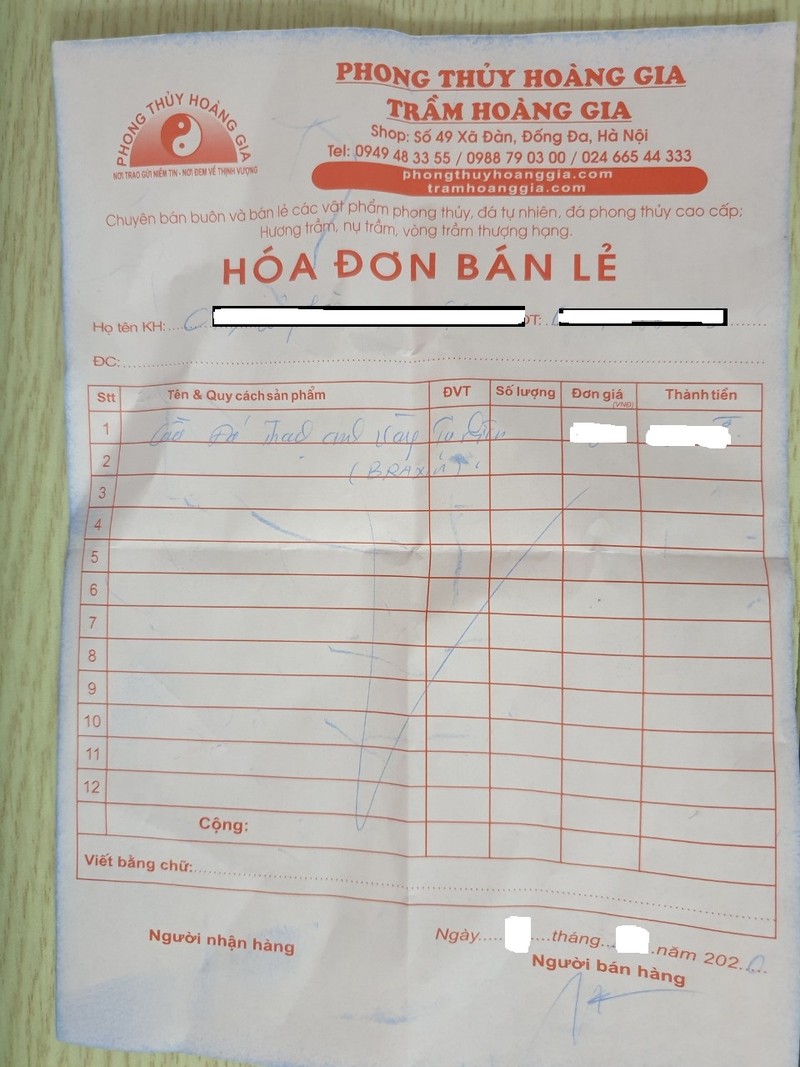 PHONG THỦY HOÀNG GIA
NƠI TRAO GỬI NIỀM TIN - NƠI ĐEM VỀ THỊNH VƯỢNG
PHONG THỦY HOÀNG GIA
TRẦM HOÀNG GIA
Shop: Số 49 Xã Đàn, Đống Đa, Hà Nội
Tel: 0949 48 33 55 / 0988 79 03 00 / 024 665 44 333
phongthuyhoanggia.com
tramhoanggia.com
Chuyên bán buôn và bán lẻ các vật phẩm phong thủy, đá tự nhiên, đá phong thủy cao cấp;
Hương trầm, nụ trầm, vòng trầm thượng hạng.
HÓA ĐƠN BÁN LẺ
Họ tên KH: ĐT:
ĐC:
Stt Tên & Quy cách sản phẩm ĐVT Số lượng Đơn giá (VNĐ) Thành tiền
1 Đá Thạch anh
2
3
4
5
6
7
8
9
10
11
12
Cộng:
Viết bằng chữ:
Ngày tháng năm 2020
Người nhận hàng Người bán hàng